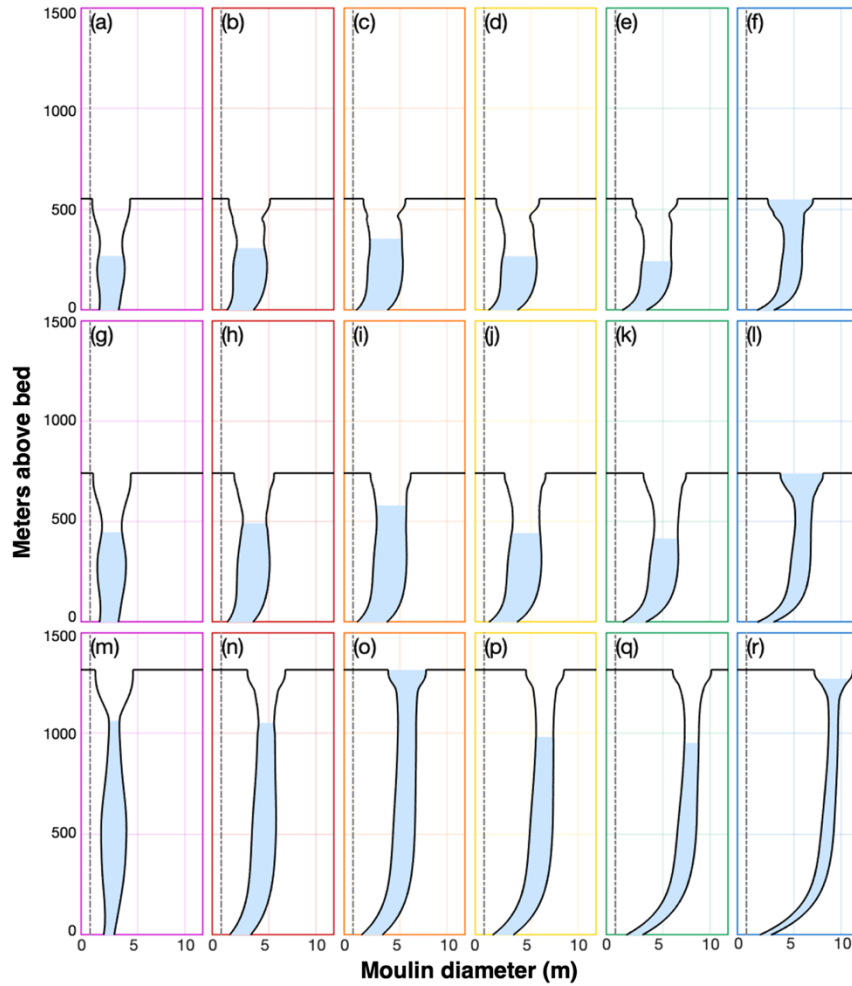 1500 (a) (b) (c) (d) (e) (f)
1000
500
0
1500 (g) (h) (i) (j) (k) (l)
1000
500
0
1500 (m) (n) (o) (p) (q) (r)
1000
500
0
Meters above bed
0 5 10 0 5 10 0 5 10 0 5 10 0 5 10 0 5 10
Moulin diameter (m)